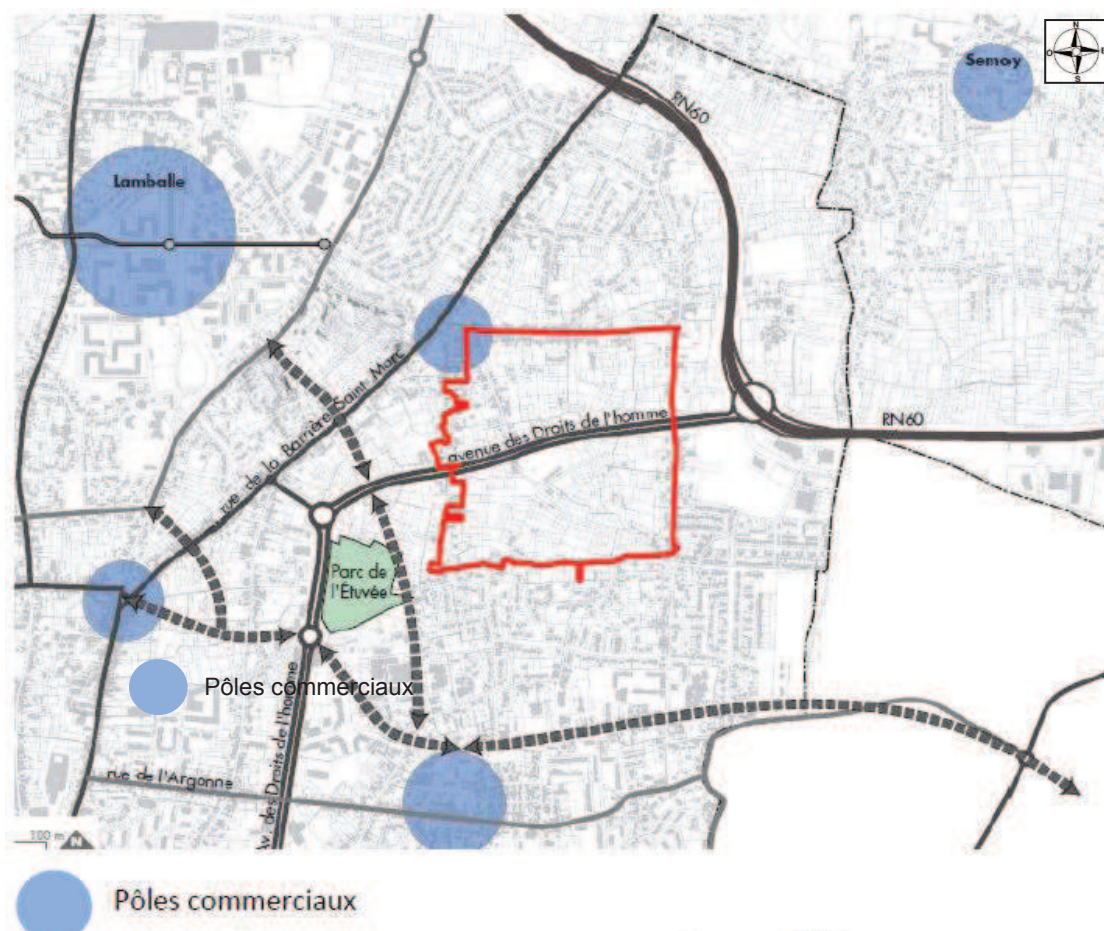 N
O
E
S
Semoy
RN60
Lamballe
rue de la Barrière Saint Marc
avenue des Droits de l'homme
RN60
Parc de
l'Étuvée
Pôles commerciaux
Av. des Droits de l'homme
rue de l'Argonne
100 m
N
Pôles commerciaux